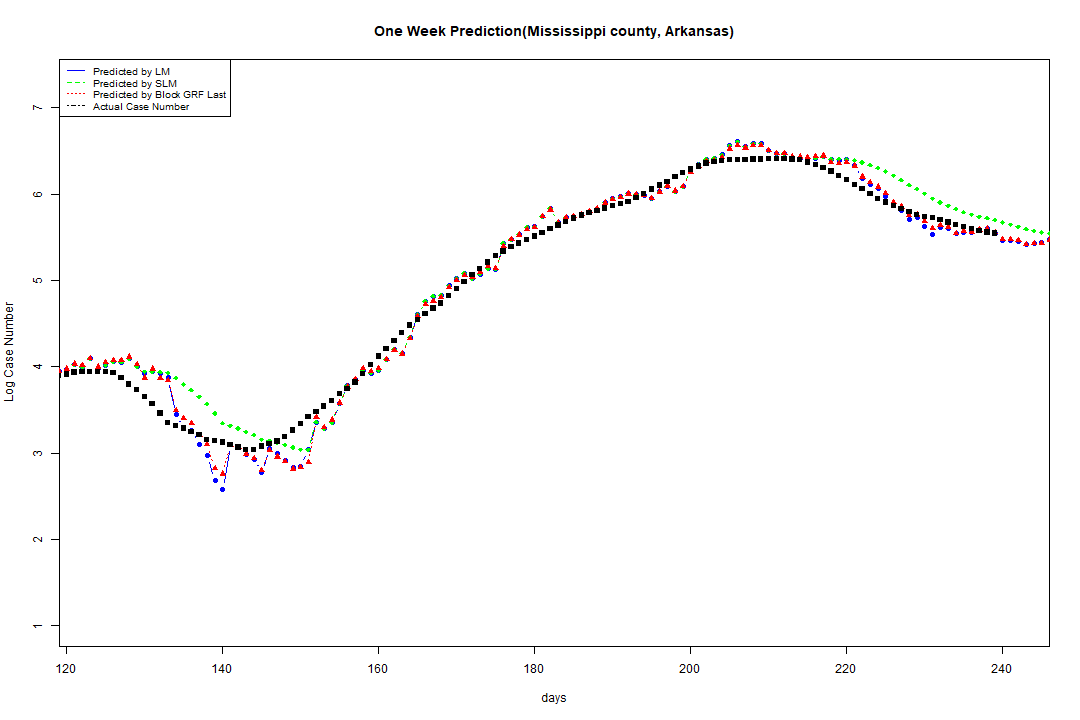 One Week Prediction(Mississippi county, Arkansas)
Predicted by LM
Predicted by SLM
Predicted by Block GRF Last
Actual Case Number
7
6
5
4
3
2
1
Log Case Number
120 140 160 180 200 220 240
days